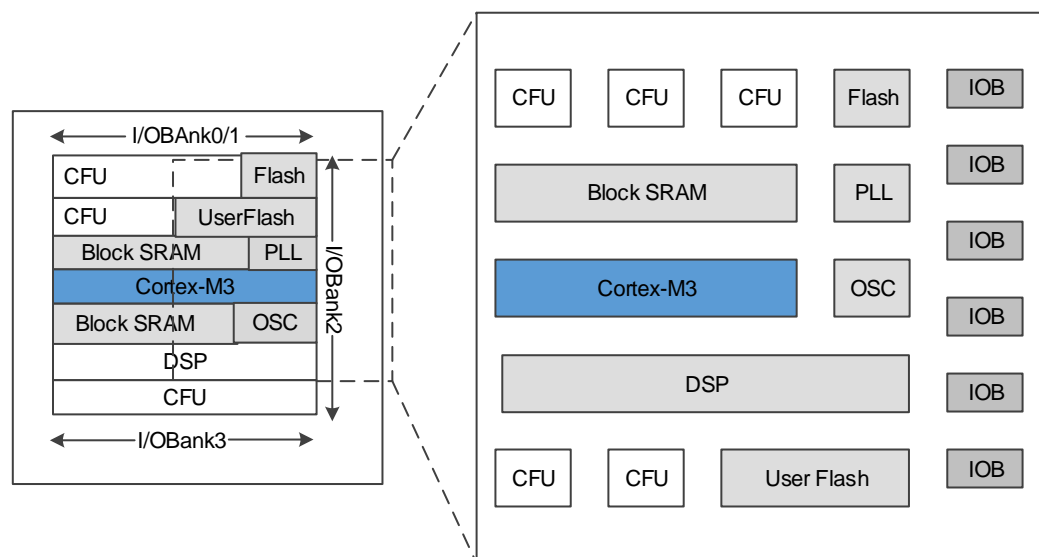 I/OBAnk0/1
CFU
Flash
CFU
UserFlash
Block SRAM
PLL
Cortex-M3
Block SRAM
OSC
DSP
CFU
I/OBank2
I/OBank3
CFU
CFU
CFU
Flash
IOB
Block SRAM
PLL
IOB
IOB
Cortex-M3
OSC
IOB
DSP
IOB
CFU
CFU
User Flash
IOB